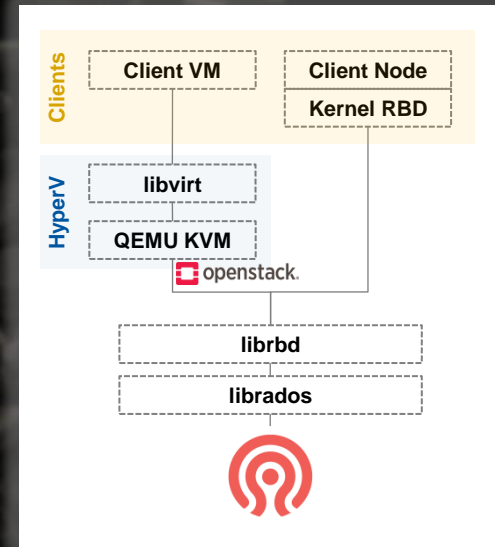 Clients
Client VM
Client Node
Kernel RBD
HyperV
libvirt
QEMU KVM
openstack.
librbd
librados